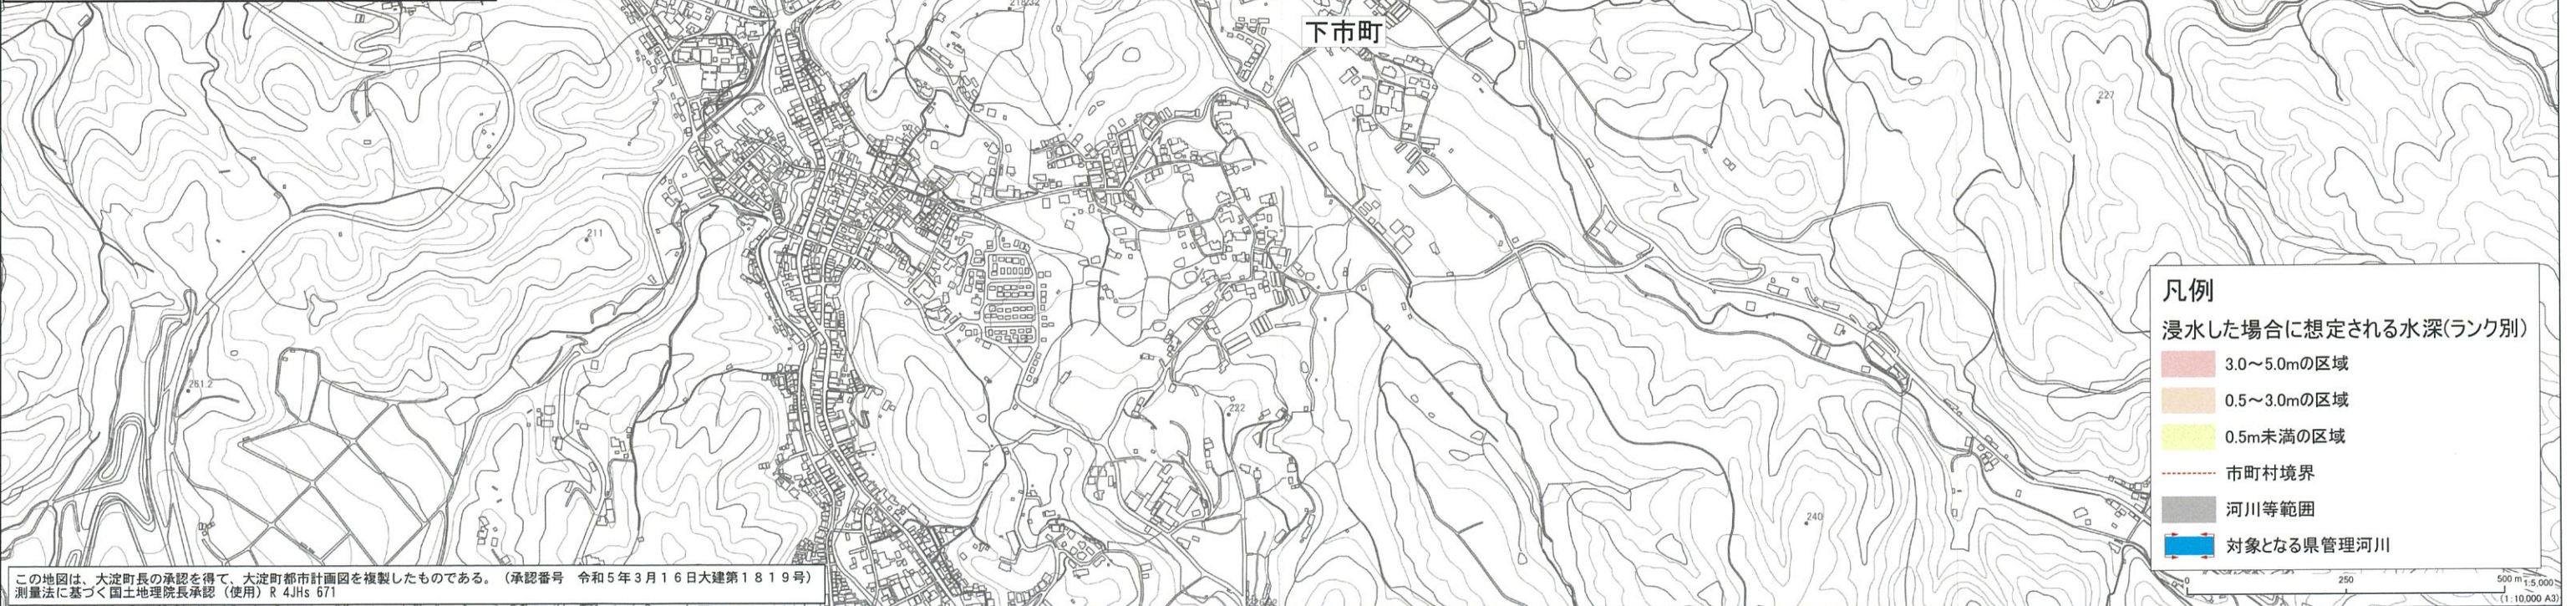 218.32
下市町
227
211
261.2
222
240
凡例
浸水した場合に想定される水深(ランク別)
3.0～5.0mの区域
0.5～3.0mの区域
0.5m未満の区域
市町村境界
河川等範囲
対象となる県管理河川
0 250 500 m 1:5,000
(1:10,000 A3)
この地図は、大淀町長の承認を得て、大淀町都市計画図を複製したものである。（承認番号　令和5年3月16日大建第1819号）
測量法に基づく国土地理院長承認（使用）R 4JHs 671